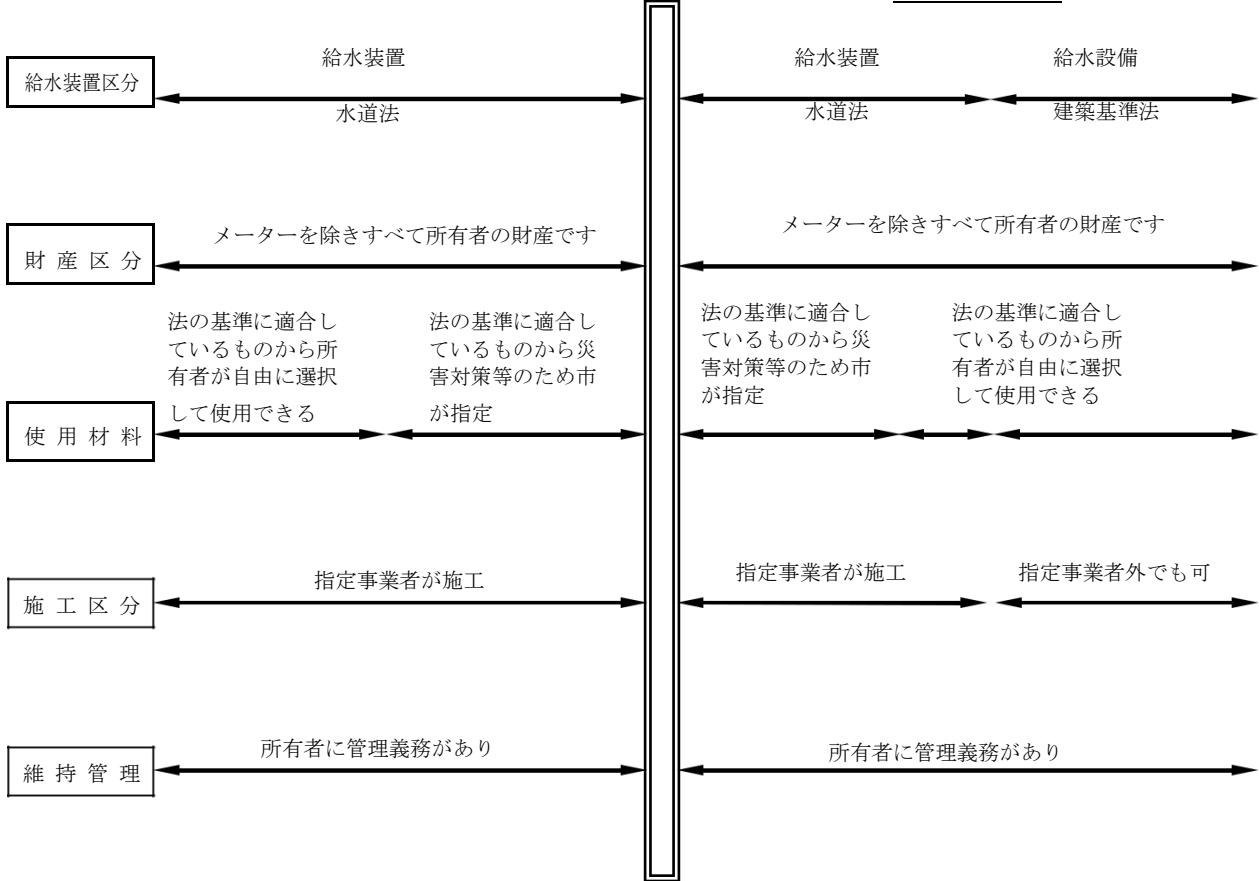 給水装置区分
給水装置
水道法
給水装置
水道法
給水設備
建築基準法
財産区分
メーターを除きすべて所有者の財産です
メーターを除きすべて所有者の財産です
使用材料
法の基準に適合し
ているものから所
有者が自由に選択
して使用できる
法の基準に適合し
ているものから災
害対策等のため市
が指定
法の基準に適合し
ているものから災
害対策等のため市
が指定
法の基準に適合し
ているものから所
有者が自由に選択
して使用できる
施工区分
指定事業者が施工
指定事業者が施工
指定事業者外でも可
維持管理
所有者に管理義務があり
所有者に管理義務があり